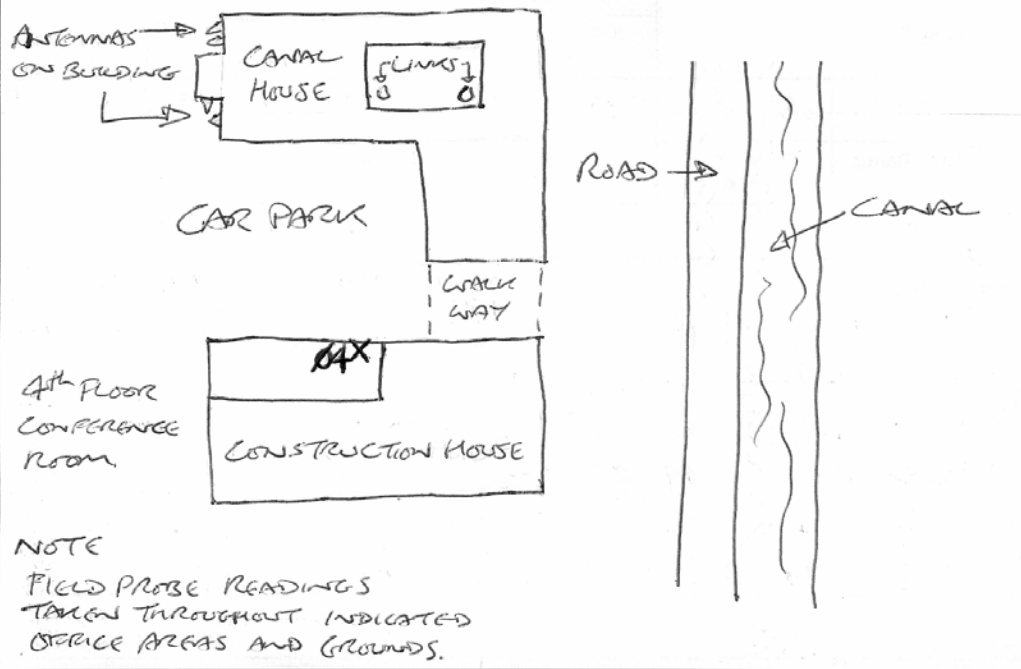 ANTENNAS
ON BUILDING
CANAL
HOUSE
LINKS
ROAD
CANAL
CAR PARK
WALK
WAY
04X
4th FLOOR
CONFERENCE
ROOM
CONSTRUCTION HOUSE
NOTE
FIELD PROBE READINGS
TAKEN THROUGHOUT INDICATED
OFFICE AREAS AND GROUNDS.